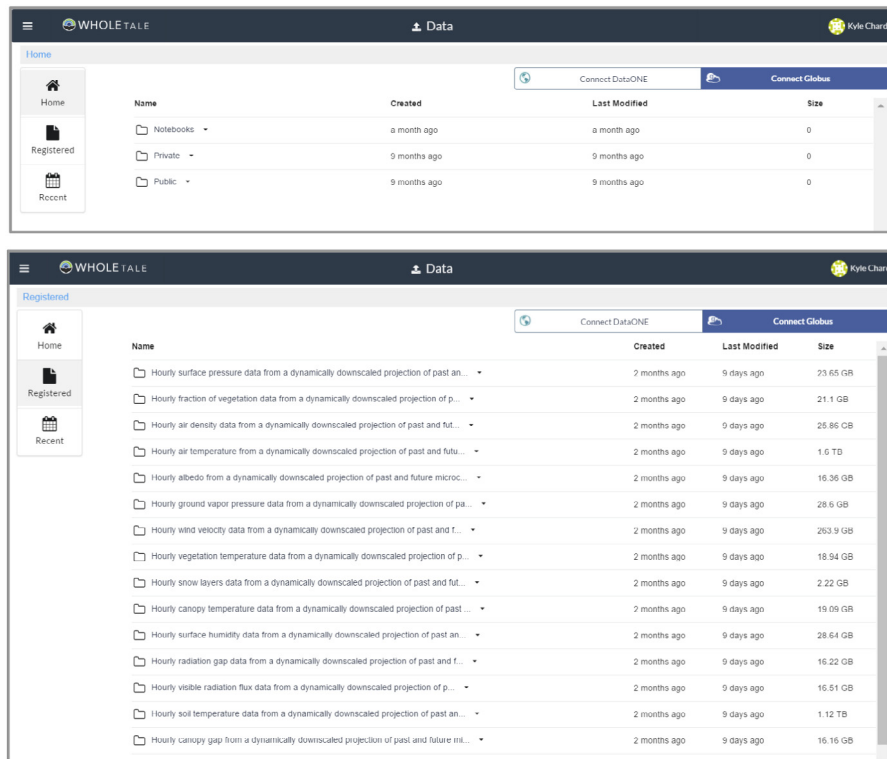 WHOLETALE Data Kyle Chard
Home
Connect DataONE Connect Globus
Home
Name Created Last Modified Size
Notebooks a month ago a month ago 0
Registered
Private 9 months ago 9 months ago 0
Public 9 months ago 9 months ago 0
Recent
WHOLETALE Data Kyle Char
Registered
Connect DataONE Connect Globus
Home
Name Created Last Modified Size
Hourly surface pressure data from a dynamically downscaled projection of past an... 2 months ago 9 days ago 23.65 GB
Registered
Hourly fraction of vegetation data from a dynamically downscaled projection of p... 2 months ago 9 days ago 21.1 GB
Hourly air density data from a dynamically downscaled projection of past and fut... 2 months ago 9 days ago 25.86 GB
Recent
Hourly air temperature data from a dynamically downscaled projection of past and futu... 2 months ago 9 days ago 1.6 TB
Hourly albedo from a dynamically downscaled projection of past and future microc... 2 months ago 9 days ago 16.36 GB
Hourly ground vapor pressure data from a dynamically downscaled projection of pa... 2 months ago 9 days ago 28.6 GB
Hourly wind velocity data from a dynamically downscaled projection of past and f... 2 months ago 9 days ago 263.9 GB
Hourly vegetation temperature data from a dynamically downscaled projection of p... 2 months ago 9 days ago 18.94 GB
Hourly snow layers data from a dynamically downscaled projection of past and fut... 2 months ago 9 days ago 2.22 GB
Hourly canopy temperature data from a dynamically downscaled projection of past ... 2 months ago 9 days ago 19.09 GB
Hourly surface humidity data from a dynamically downscaled projection of past an... 2 months ago 9 days ago 28.64 GB
Hourly radiation gap data from a dynamically downscaled projection of past and f... 2 months ago 9 days ago 16.22 GB
Hourly visible radiation flux data from a dynamically downscaled projection of p... 2 months ago 9 days ago 16.51 GB
Hourly soil temperature data from a dynamically downscaled projection of past an... 2 months ago 9 days ago 1.12 TB
Hourly canopy gap from a dynamically downscaled projection of past and future mi... 2 months ago 9 days ago 16.16 GB